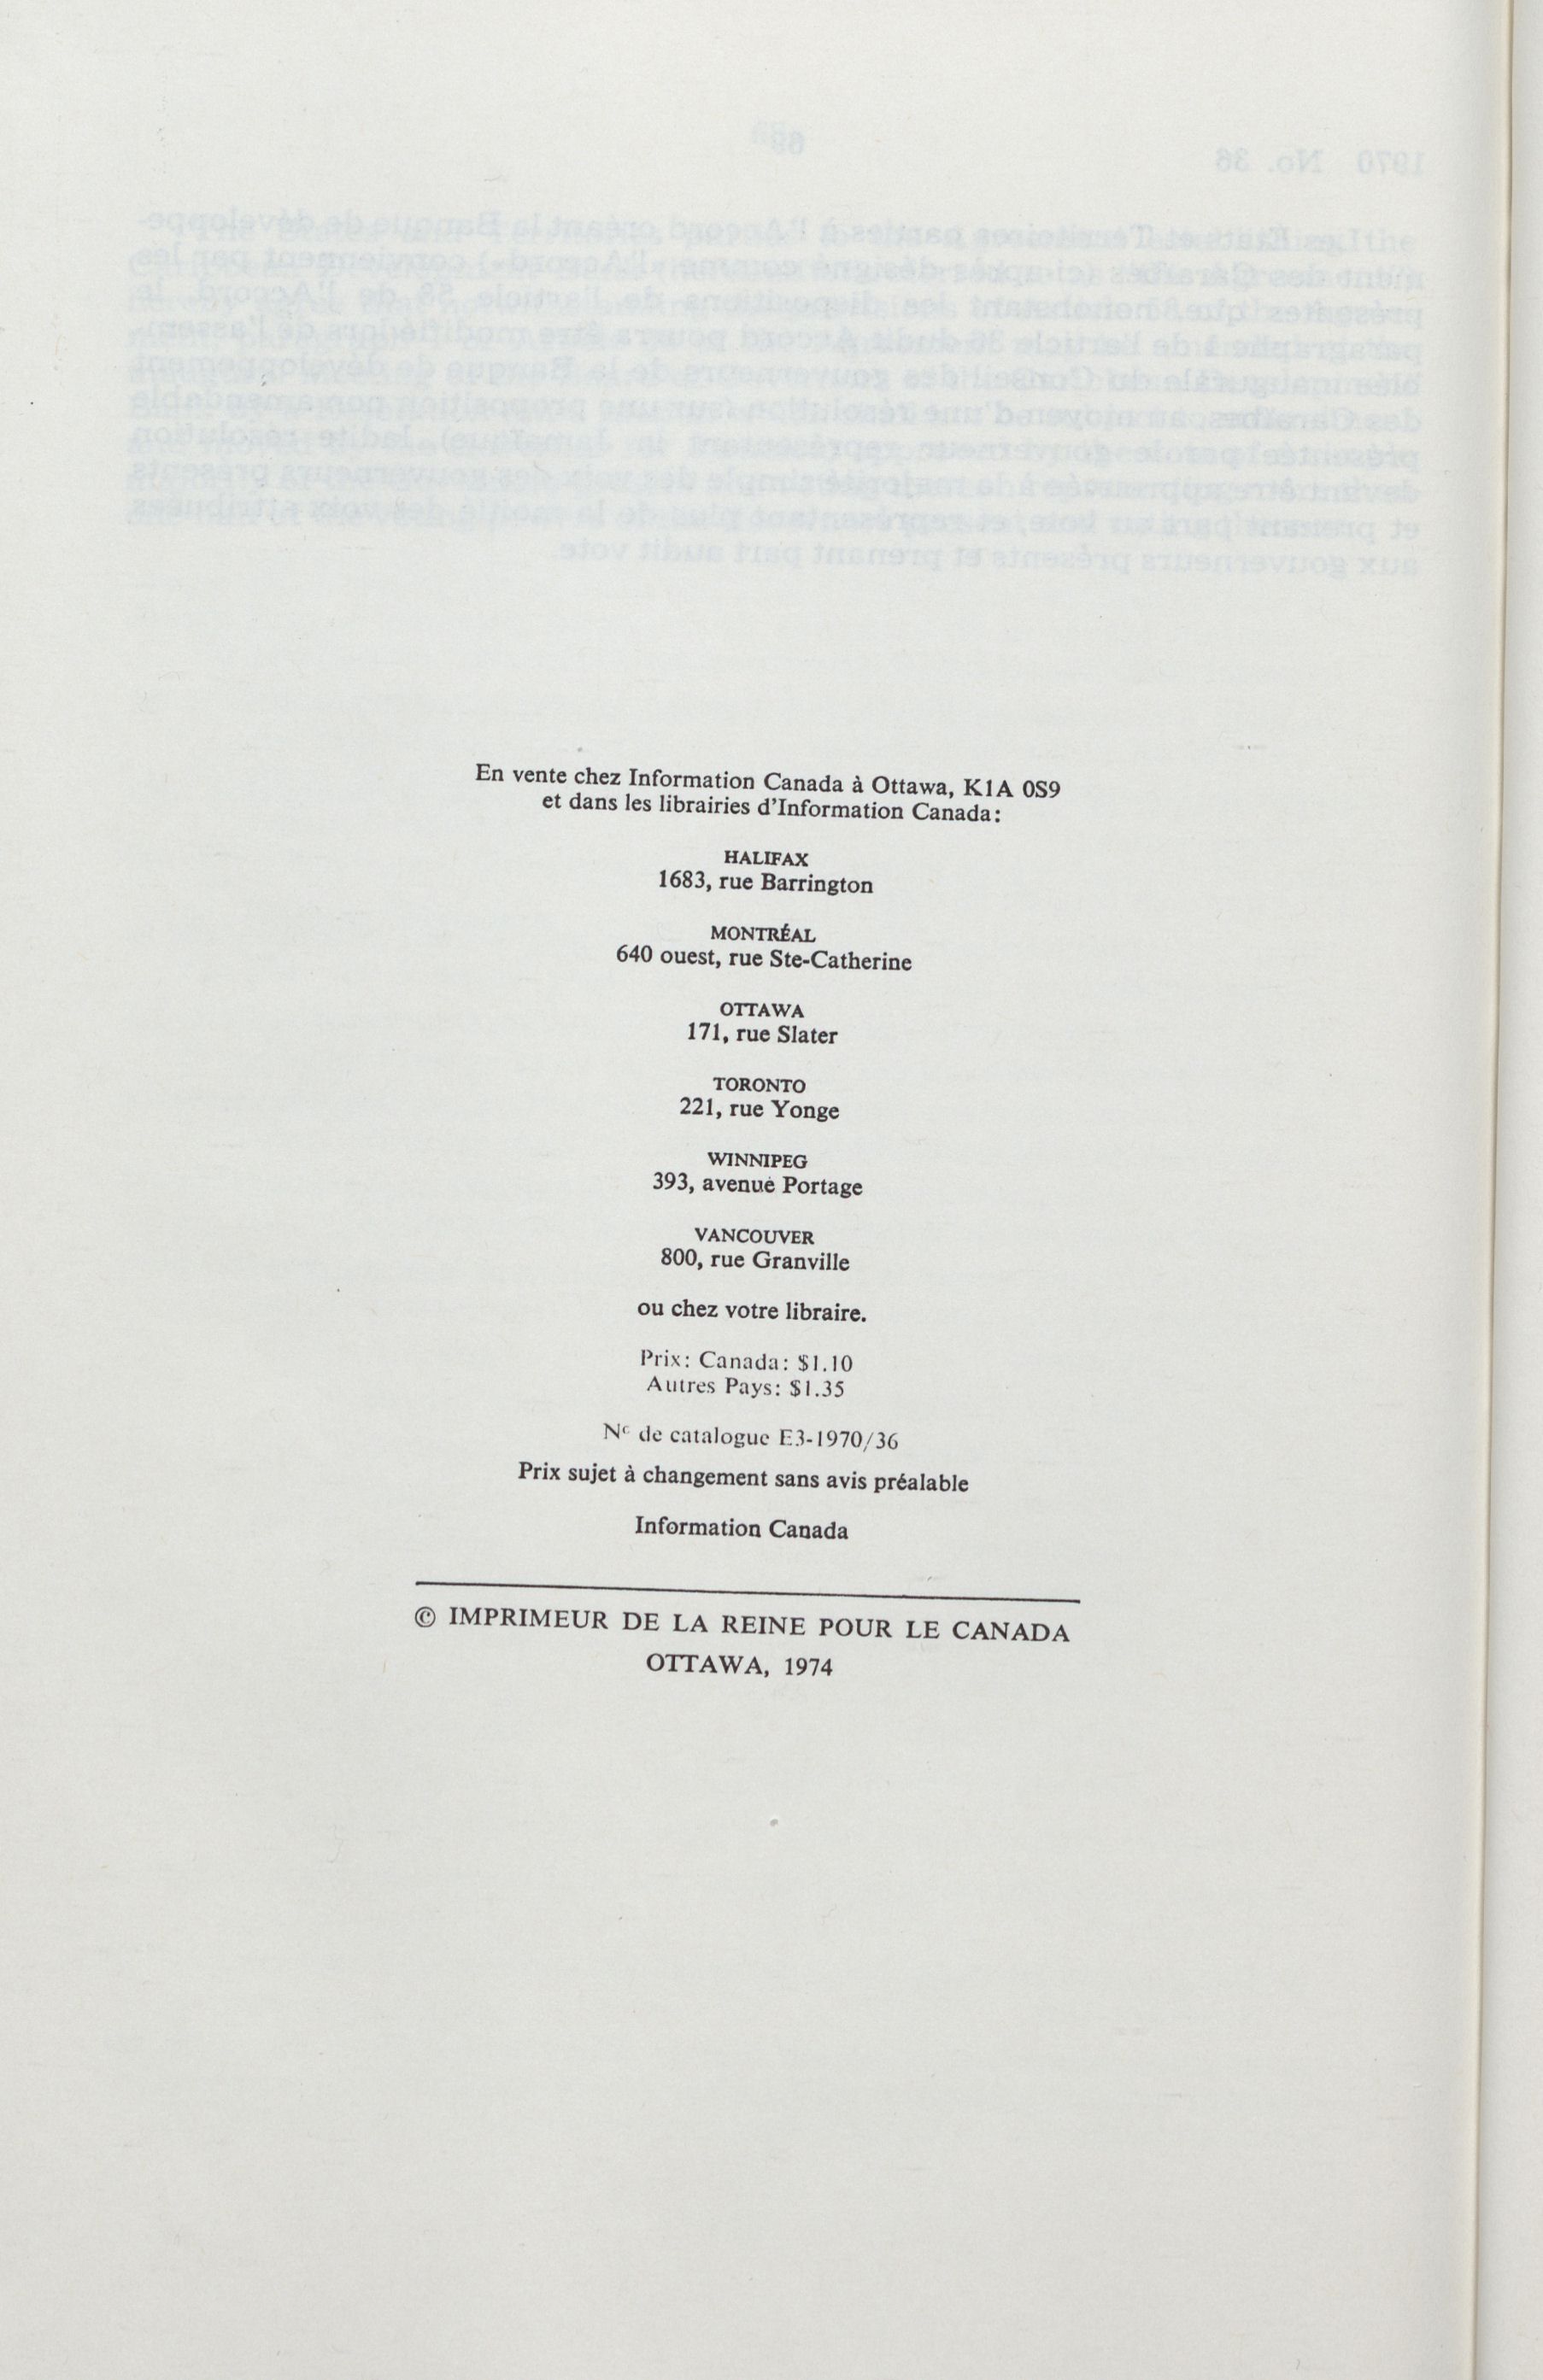 En vente chez Information Canada à Ottawa, K1A 0S9
et dans les librairies d'Information Canada:
HALIFAX
1683, rue Barrington
MONTRÉAL
640 ouest, rue Ste-Catherine
OTTAWA
171, rue Slater
TORONTO
221, rue Yonge
WINNIPEG
393, avenue Portage
VANCOUVER
800, rue Granville
ou chez votre libraire.
Prix: Canada: $1.10
Autres Pays: $1.35
Nº de catalogue E3-1970/36
Prix sujet à changement sans avis préalable
Information Canada
© IMPRIMEUR DE LA REINE POUR LE CANADA
OTTAWA, 1974